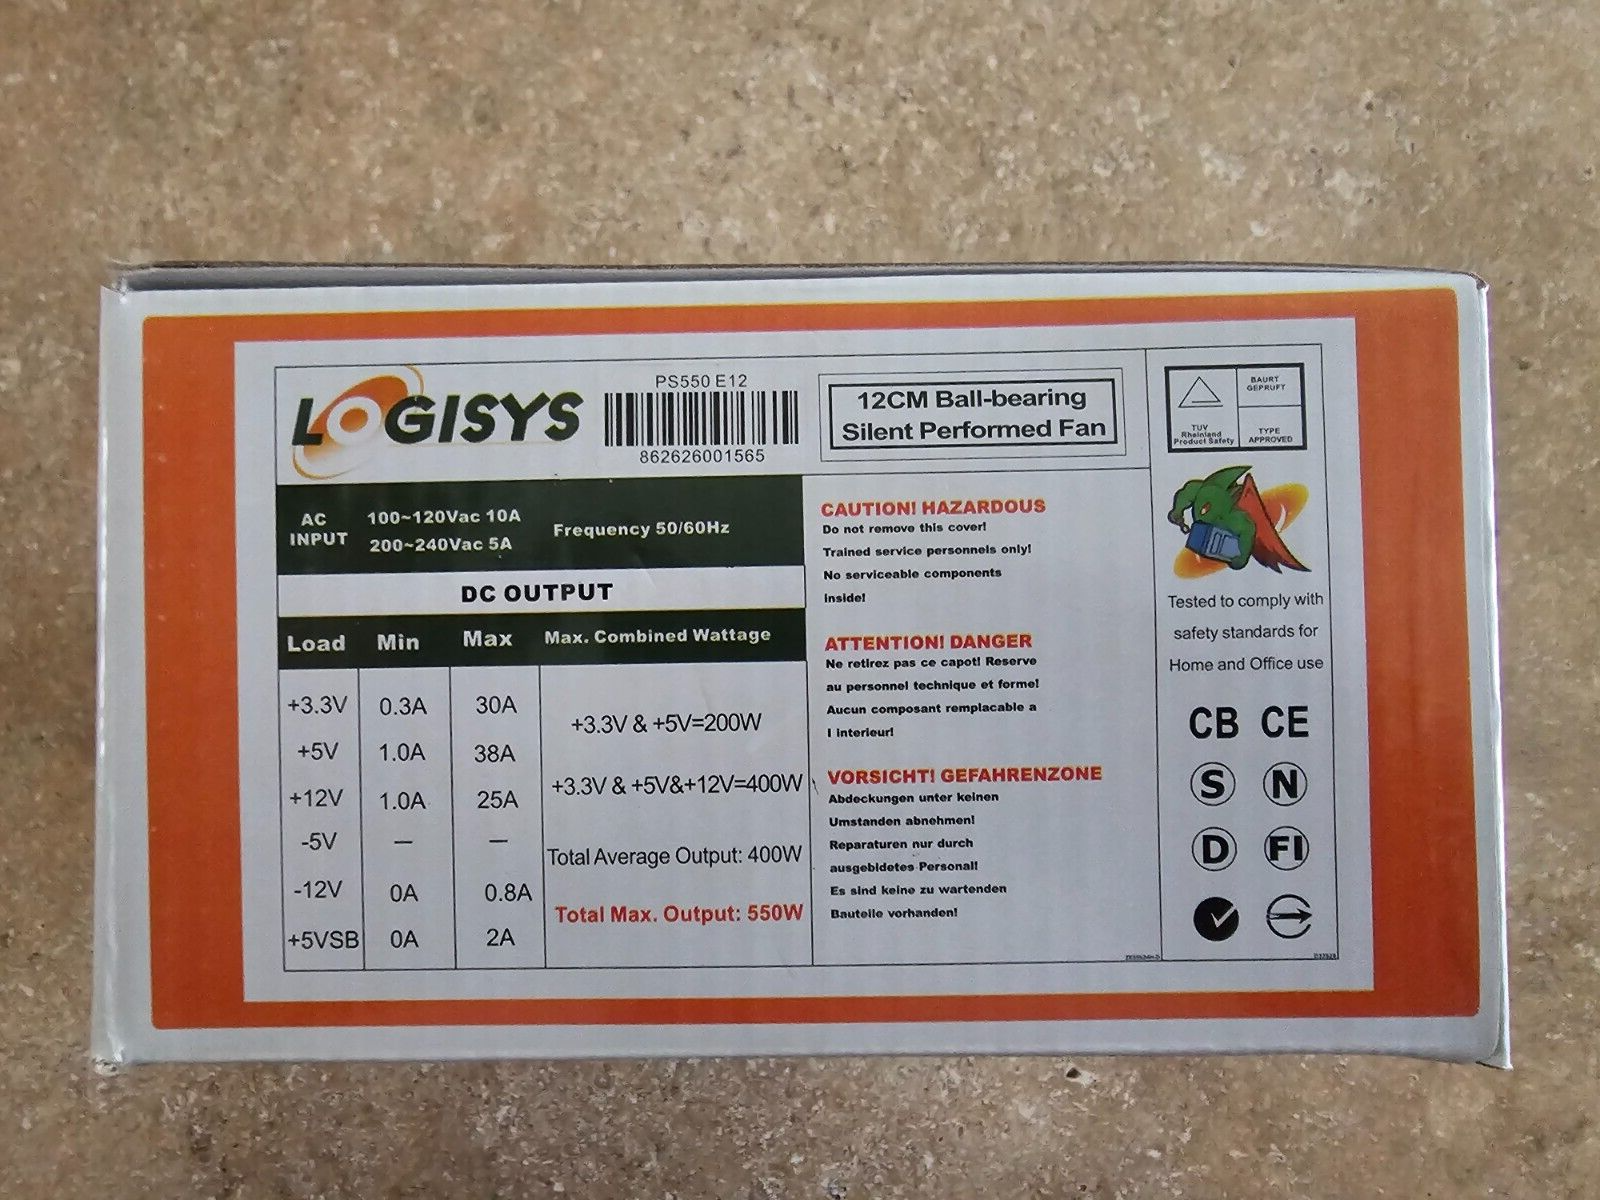 LOGISYS
PS550 E12
862626001565
12CM Ball-bearing
Silent Performed Fan
BAURT
GEPRUFT
TUV
Rheinland
Product Safety
TYPE
APPROVED
AC
INPUT
100~120Vac 10A
200~240Vac 5A
Frequency 50/60Hz
DC OUTPUT
Load Min Max Max. Combined Wattage
+3.3V 0.3A 30A
+5V 1.0A 38A
+12V 1.0A 25A
-5V — —
-12V 0A 0.8A
+5VSB 0A 2A
+3.3V & +5V=200W
+3.3V & +5V&+12V=400W
Total Average Output: 400W
Total Max. Output: 550W
CAUTION! HAZARDOUS
Do not remove this cover!
Trained service personnels only!
No serviceable components
inside!
ATTENTION! DANGER
Ne retirez pas ce capot! Reserve
au personnel technique et forme!
Aucun composant remplacable a
l interieur!
VORSICHT! GEFAHRENZONE
Abdeckungen unter keinen
Umstanden abnehmen!
Reparaturen nur durch
ausgebidetes Personal!
Es sind keine zu wartenden
Bauteile vorhanden!
Tested to comply with
safety standards for
Home and Office use
CB CE
S N
D FI